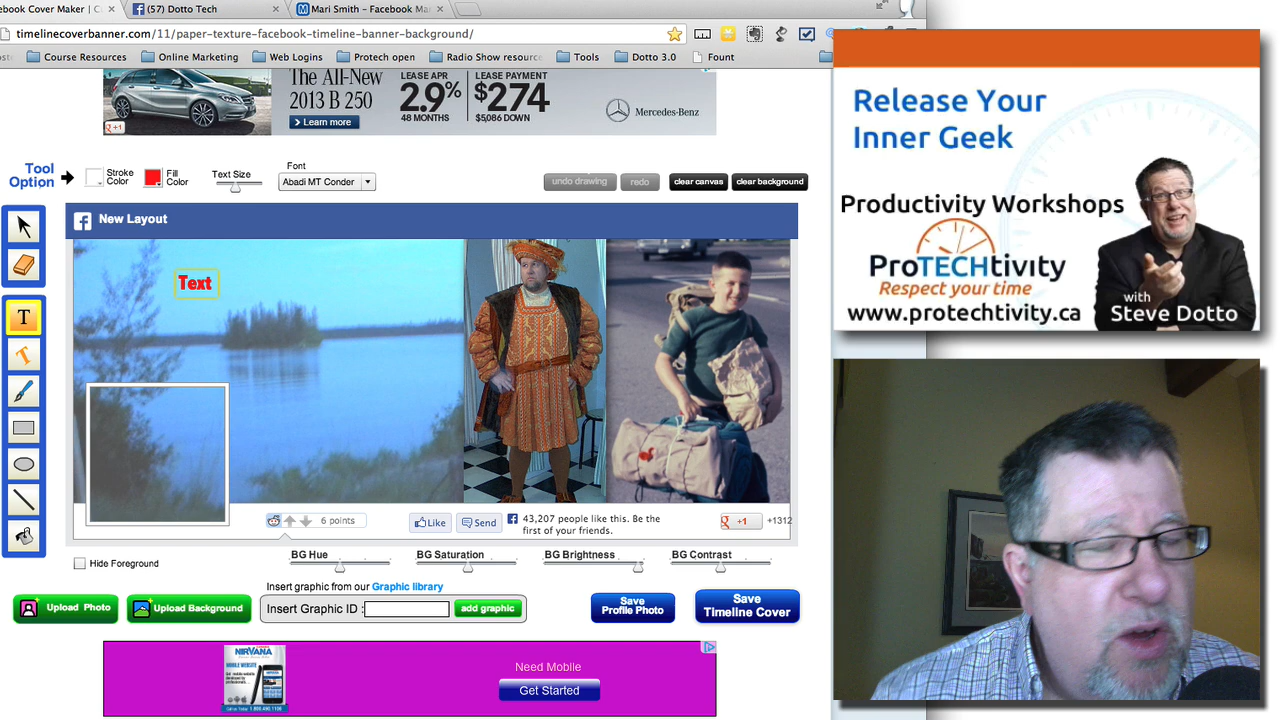 ebook Cover Maker | C
(57) Dotto Tech
Mari Smith – Facebook Ma
timelinecoverbanner.com/11/paper-texture-facebook-timeline-banner-background/
Course Resources
Online Marketing
Web Logins
Protech open
Radio Show resourc
Tools
Dotto 3.0
Fount
The All-New
2013 B 250
Learn more
LEASE APR
2.9%
48 MONTHS
LEASE PAYMENT
$274
$5,086 DOWN
Mercedes-Benz
+1
Tool
Option
Stroke
Color
Fill
Color
Text Size
Font
Abadi MT Conder
undo drawing
redo
clear canvas
clear background
New Layout
Text
T
T
6 points
Like
Send
43,207 people like this. Be the
first of your friends.
+1
+1312
Hide Foreground
BG Hue
BG Saturation
BG Brightness
BG Contrast
Upload Photo
Upload Background
Insert graphic from our Graphic library
Insert Graphic ID :
add graphic
Save
Profile Photo
Save
Timeline Cover
NIRVANA
MOBILE WEBSITE
Need Mobile
Get Started
Release Your
Inner Geek
Productivity Workshops
ProTECHtivity
Respect your time
www.protechtivity.ca
with
Steve Dotto